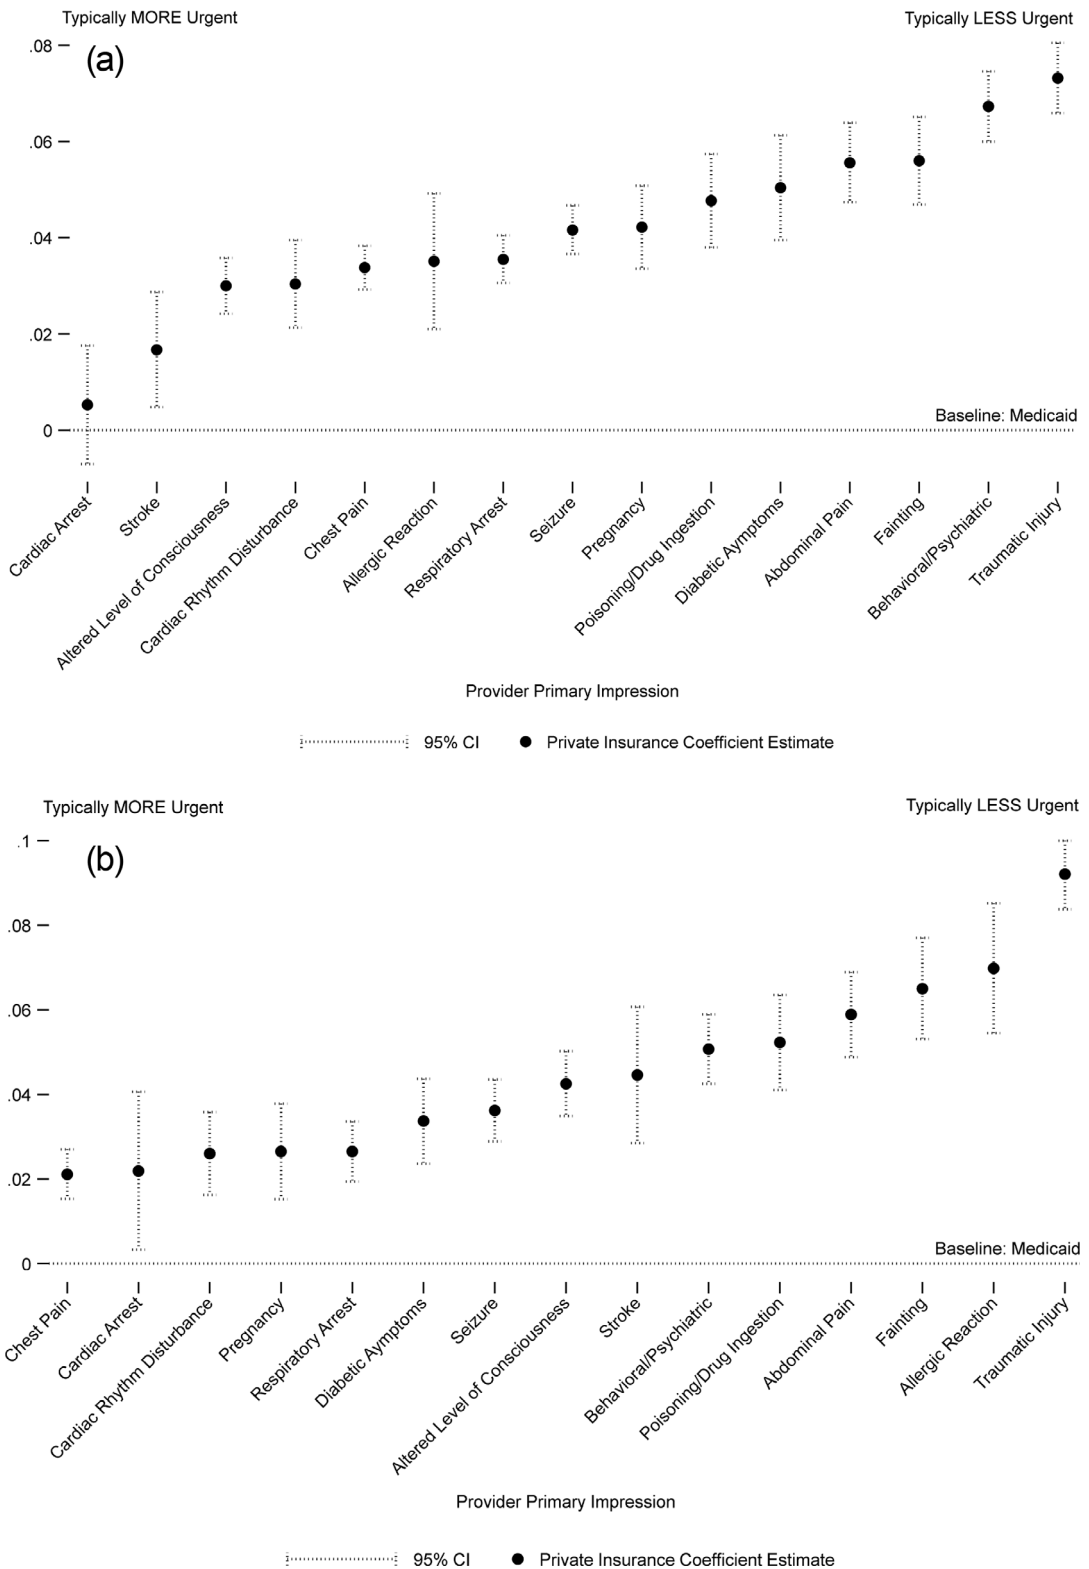 Typically MORE Urgent
Typically LESS Urgent
(a)
.08
.06
.04
.02
0
Baseline: Medicaid
Cardiac Arrest
Stroke
Altered Level of Consciousness
Cardiac Rhythm Disturbance
Chest Pain
Allergic Reaction
Respiratory Arrest
Seizure
Pregnancy
Poisoning/Drug Ingestion
Diabetic Aymptoms
Abdominal Pain
Fainting
Behavioral/Psychiatric
Traumatic Injury
Provider Primary Impression
95% CI
Private Insurance Coefficient Estimate
Typically MORE Urgent
Typically LESS Urgent
(b)
.1
.08
.06
.04
.02
0
Baseline: Medicaid
Chest Pain
Cardiac Arrest
Cardiac Rhythm Disturbance
Pregnancy
Respiratory Arrest
Diabetic Aymptoms
Seizure
Altered Level of Consciousness
Stroke
Behavioral/Psychiatric
Poisoning/Drug Ingestion
Abdominal Pain
Fainting
Allergic Reaction
Traumatic Injury
Provider Primary Impression
95% CI
Private Insurance Coefficient Estimate